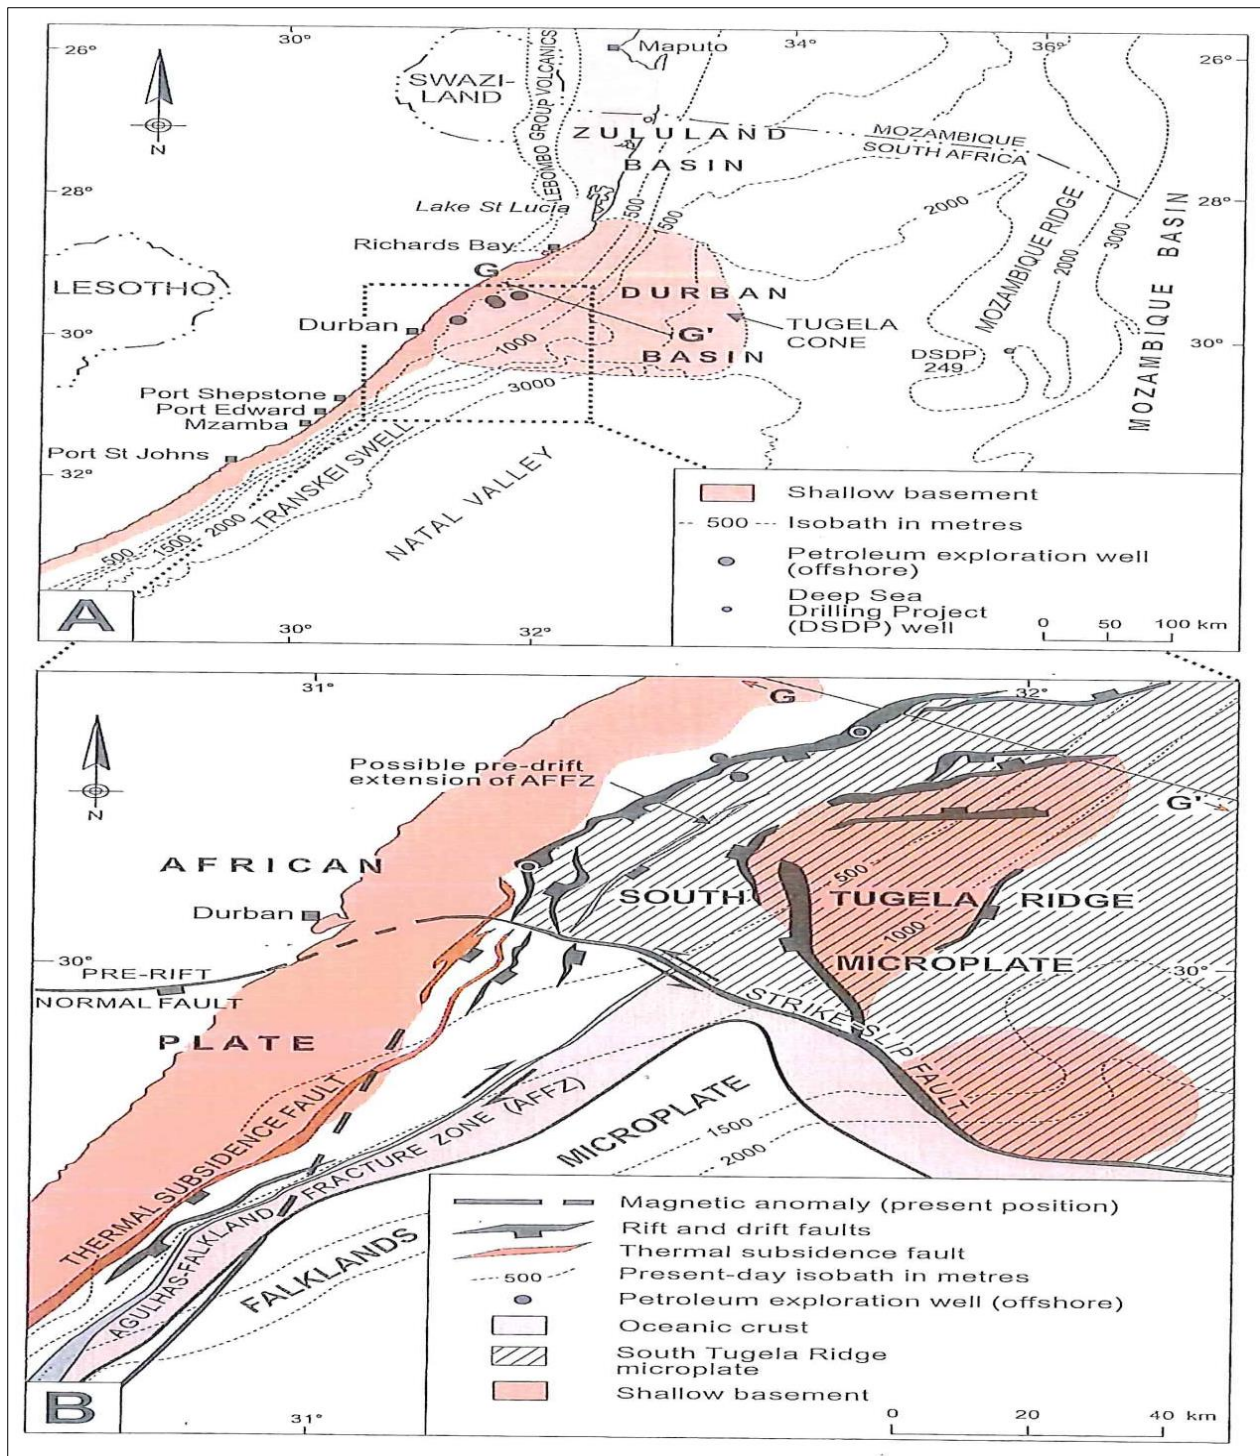 30°
34°
36°
26°
26°
Maputo
SWAZI-
LAND
LEBOMBO GROUP VOLCANICS
ZULULAND
BASIN
MOZAMBIQUE
SOUTH AFRICA
N
28°
28°
Lake St Lucia
500
1500
2000
2000
3000
MOZAMBIQUE RIDGE
MOZAMBIQUE BASIN
Richards Bay
G
LESOTHO
DURBAN
Durban
30°
30°
1000
G'
BASIN
TUGELA
CONE
DSDP
249
3000
Port Shepstone
Port Edward
Mzamba
Port St Johns
32°
TRANSKEI SWELL
NATAL VALLEY
500
1500
2000
Shallow basement
500 Isobath in metres
Petroleum exploration well
(offshore)
Deep Sea
Drilling Project
(DSDP) well
0 50 100 km
A
30°
32°
31°
32°
G
Possible pre-drift
extension of AFFZ
N
G'
AFRICAN
500
SOUTH TUGELA RIDGE
Durban
1000
30°
30°
MICROPLATE
PRE-RIFT
NORMAL FAULT
STRIKE-SLIP FAULT
PLATE
THERMAL SUBSIDENCE FAULT
AGULHAS-FALKLAND FRACTURE ZONE (AFFZ)
MICROPLATE
1500
2000
FALKLANDS
Magnetic anomaly (present position)
Rift and drift faults
Thermal subsidence fault
500 Present-day isobath in metres
Petroleum exploration well (offshore)
Oceanic crust
South Tugela Ridge
microplate
Shallow basement
B
31°
0 20 40 km